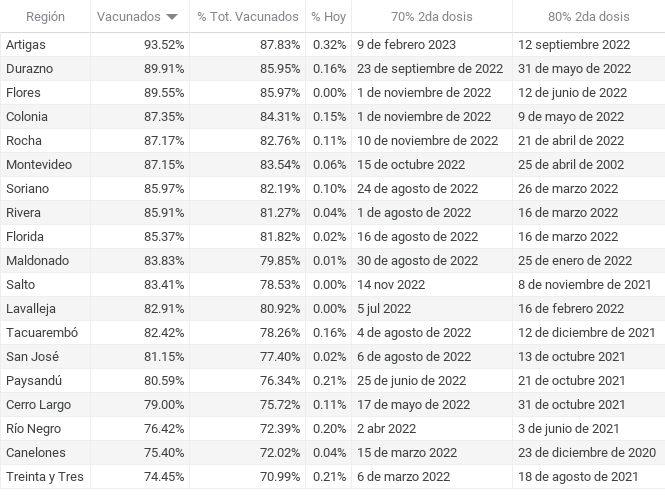 Región Vacunados % Tot. Vacunados % Hoy 70% 2da dosis 80% 2da dosis
Artigas 93.52% 87.83% 0.32% 9 de febrero 2023 12 septiembre 2022
Durazno 89.91% 85.95% 0.16% 23 de septiembre de 2022 31 de mayo de 2022
Flores 89.55% 85.97% 0.00% 1 de noviembre de 2022 12 de junio de 2022
Colonia 87.35% 84.31% 0.15% 1 de noviembre de 2022 9 de mayo de 2022
Rocha 87.17% 82.76% 0.11% 10 de noviembre de 2022 21 de abril de 2022
Montevideo 87.15% 83.54% 0.06% 15 de octubre 2022 25 de abril de 2002
Soriano 85.97% 82.19% 0.10% 24 de agosto de 2022 26 de marzo 2022
Rivera 85.91% 81.27% 0.04% 1 de agosto de 2022 16 de marzo 2022
Florida 85.37% 81.82% 0.02% 16 de agosto de 2022 16 de marzo 2022
Maldonado 83.83% 79.85% 0.01% 30 de agosto de 2022 25 de enero de 2022
Salto 83.41% 78.53% 0.00% 14 nov 2022 8 de noviembre de 2021
Lavalleja 82.91% 80.92% 0.00% 5 jul 2022 16 de febrero 2022
Tacuarembó 82.42% 78.26% 0.16% 4 de agosto de 2022 12 de diciembre de 2021
San José 81.15% 77.40% 0.02% 6 de agosto de 2022 13 de octubre 2021
Paysandú 80.59% 76.34% 0.21% 25 de junio de 2022 21 de octubre 2021
Cerro Largo 79.00% 75.72% 0.11% 17 de mayo de 2022 31 de octubre 2021
Río Negro 76.42% 72.39% 0.20% 2 abr 2022 3 de junio de 2021
Canelones 75.40% 72.02% 0.04% 15 de marzo 2022 23 de diciembre de 2020
Treinta y Tres 74.45% 70.99% 0.21% 6 de marzo 2022 18 de agosto de 2021